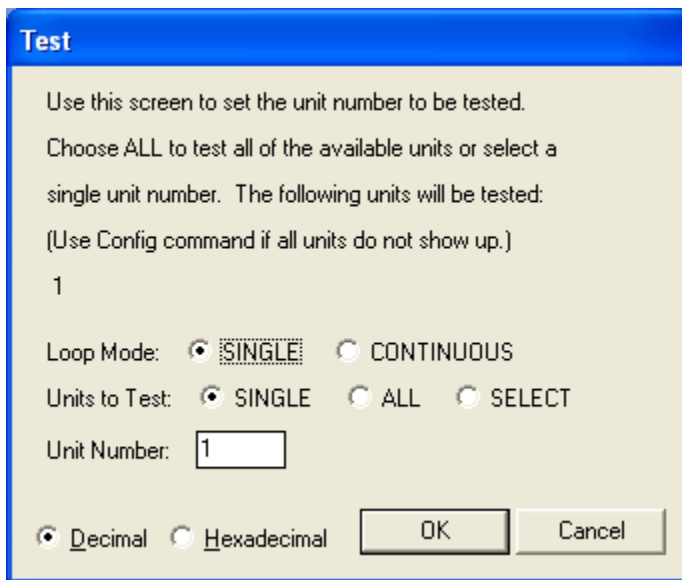 Test
Use this screen to set the unit number to be tested.
Choose ALL to test all of the available units or select a
single unit number. The following units will be tested:
(Use Config command if all units do not show up.)
1
Loop Mode: SINGLE CONTINUOUS
Units to Test: SINGLE ALL SELECT
Unit Number: 1
Decimal Hexadecimal OK Cancel